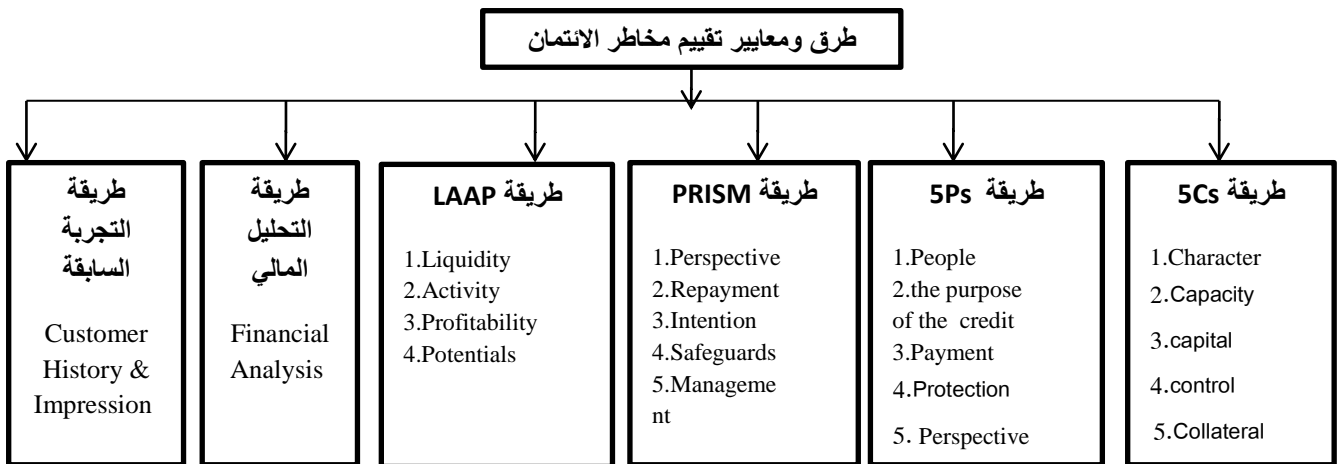 طرق ومعايير تقييم مخاطر الائتمان
طريقة 5Cs
1.Character
2.Capacity
3.capital
4.control
5.Collateral
طريقة 5Ps
1.People
2.the purpose
of the credit
3.Payment
4.Protection
5. Perspective
طريقة PRISM
1.Perspective
2.Repayment
3.Intention
4.Safeguards
5.Manageme
nt
طريقة LAAP
1.Liquidity
2.Activity
3.Profitability
4.Potentials
طريقة
التحليل
المالي
Financial
Analysis
طريقة
التجربة
السابقة
Customer
History &
Impression